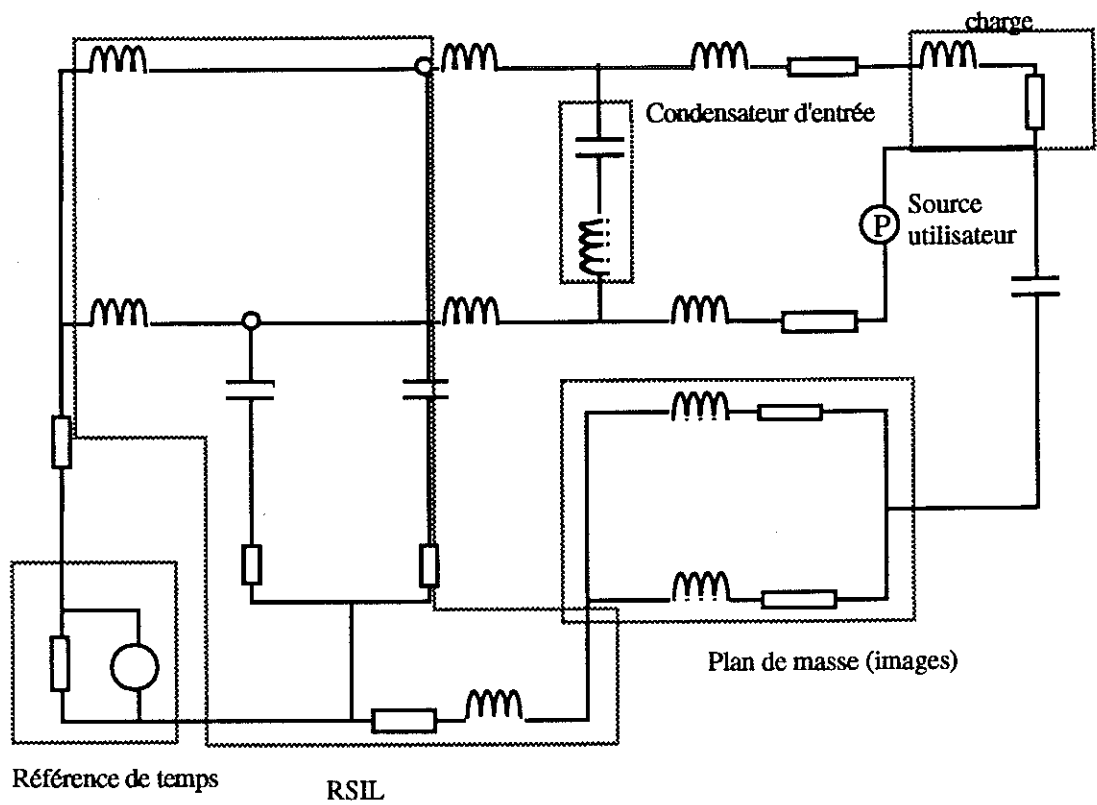 charge
Condensateur d'entrée
Source
utilisateur
P
Plan de masse (images)
Référence de temps
RSIL